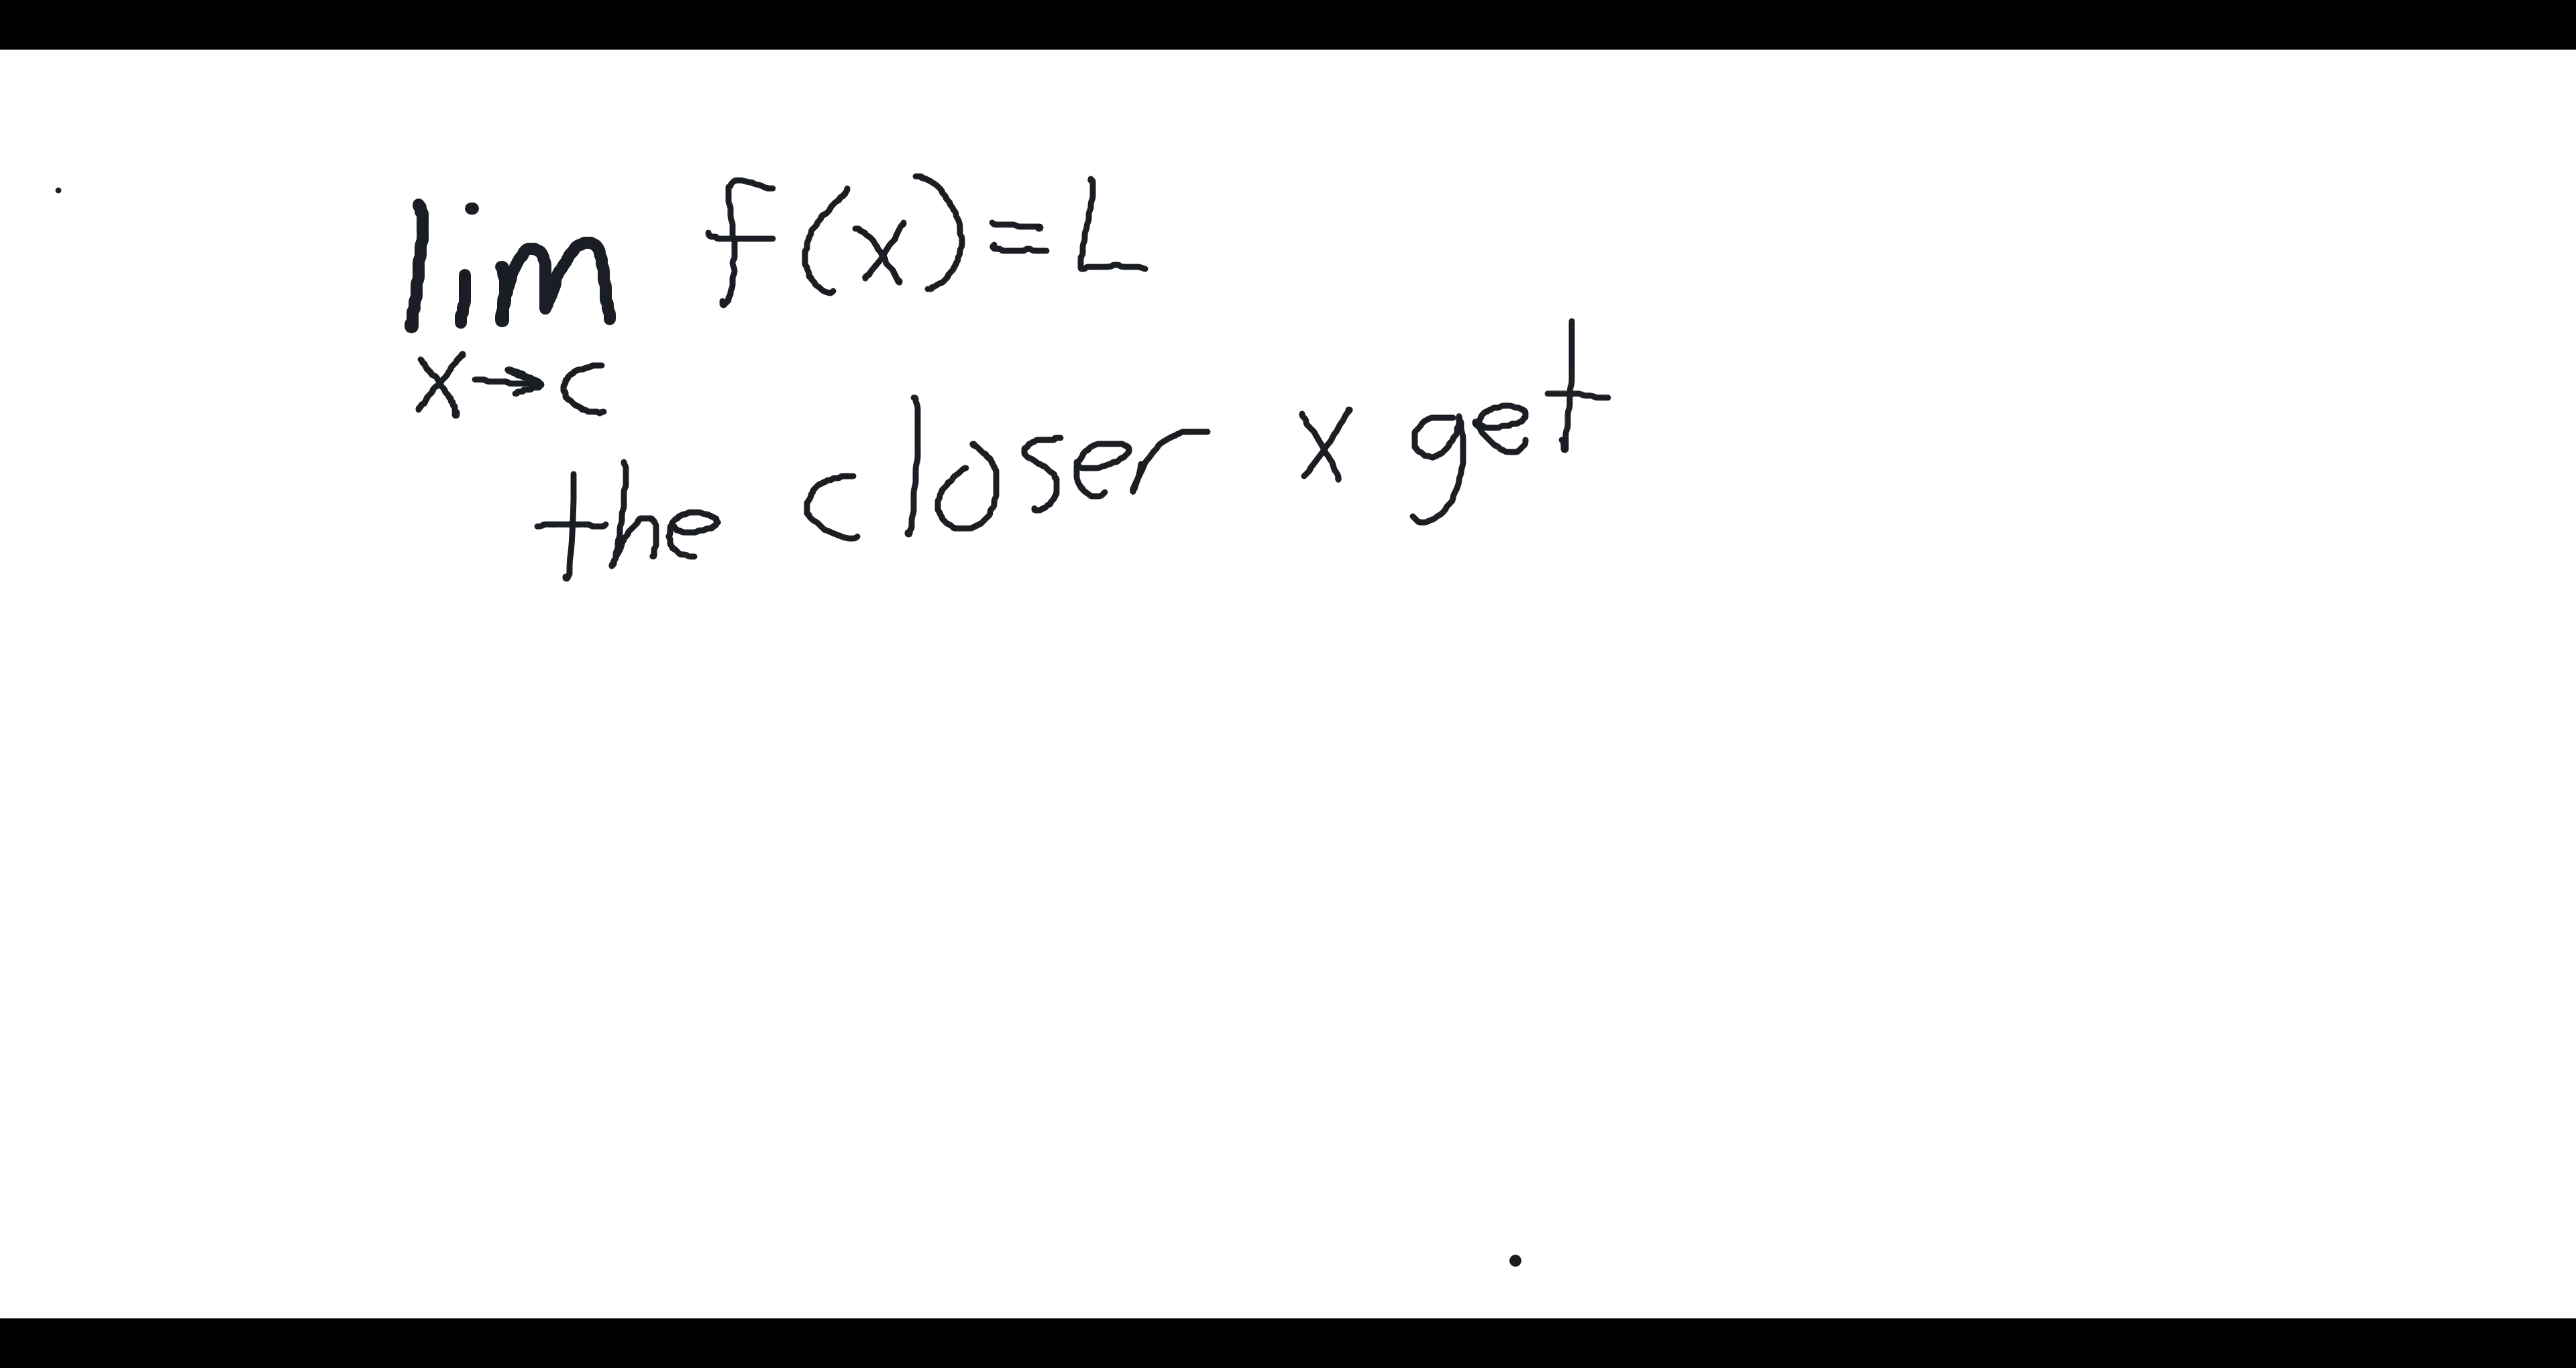 lim f(x)=L
x→c
the closer x get